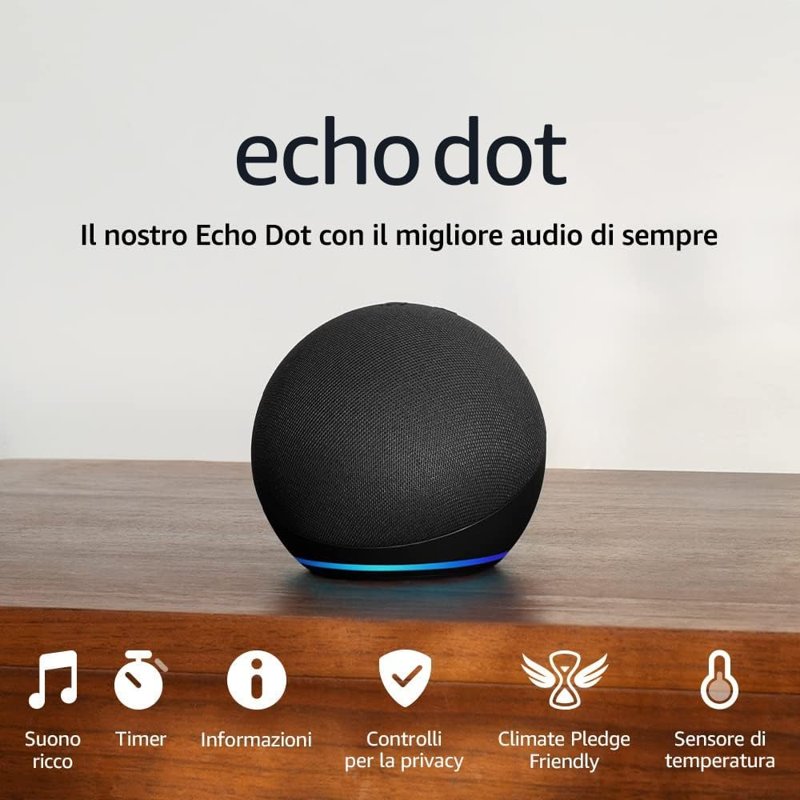 echo dot
Il nostro Echo Dot con il migliore audio di sempre
Suono
ricco
Timer
Informazioni
Controlli
per la privacy
Climate Pledge
Friendly
Sensore di
temperatura